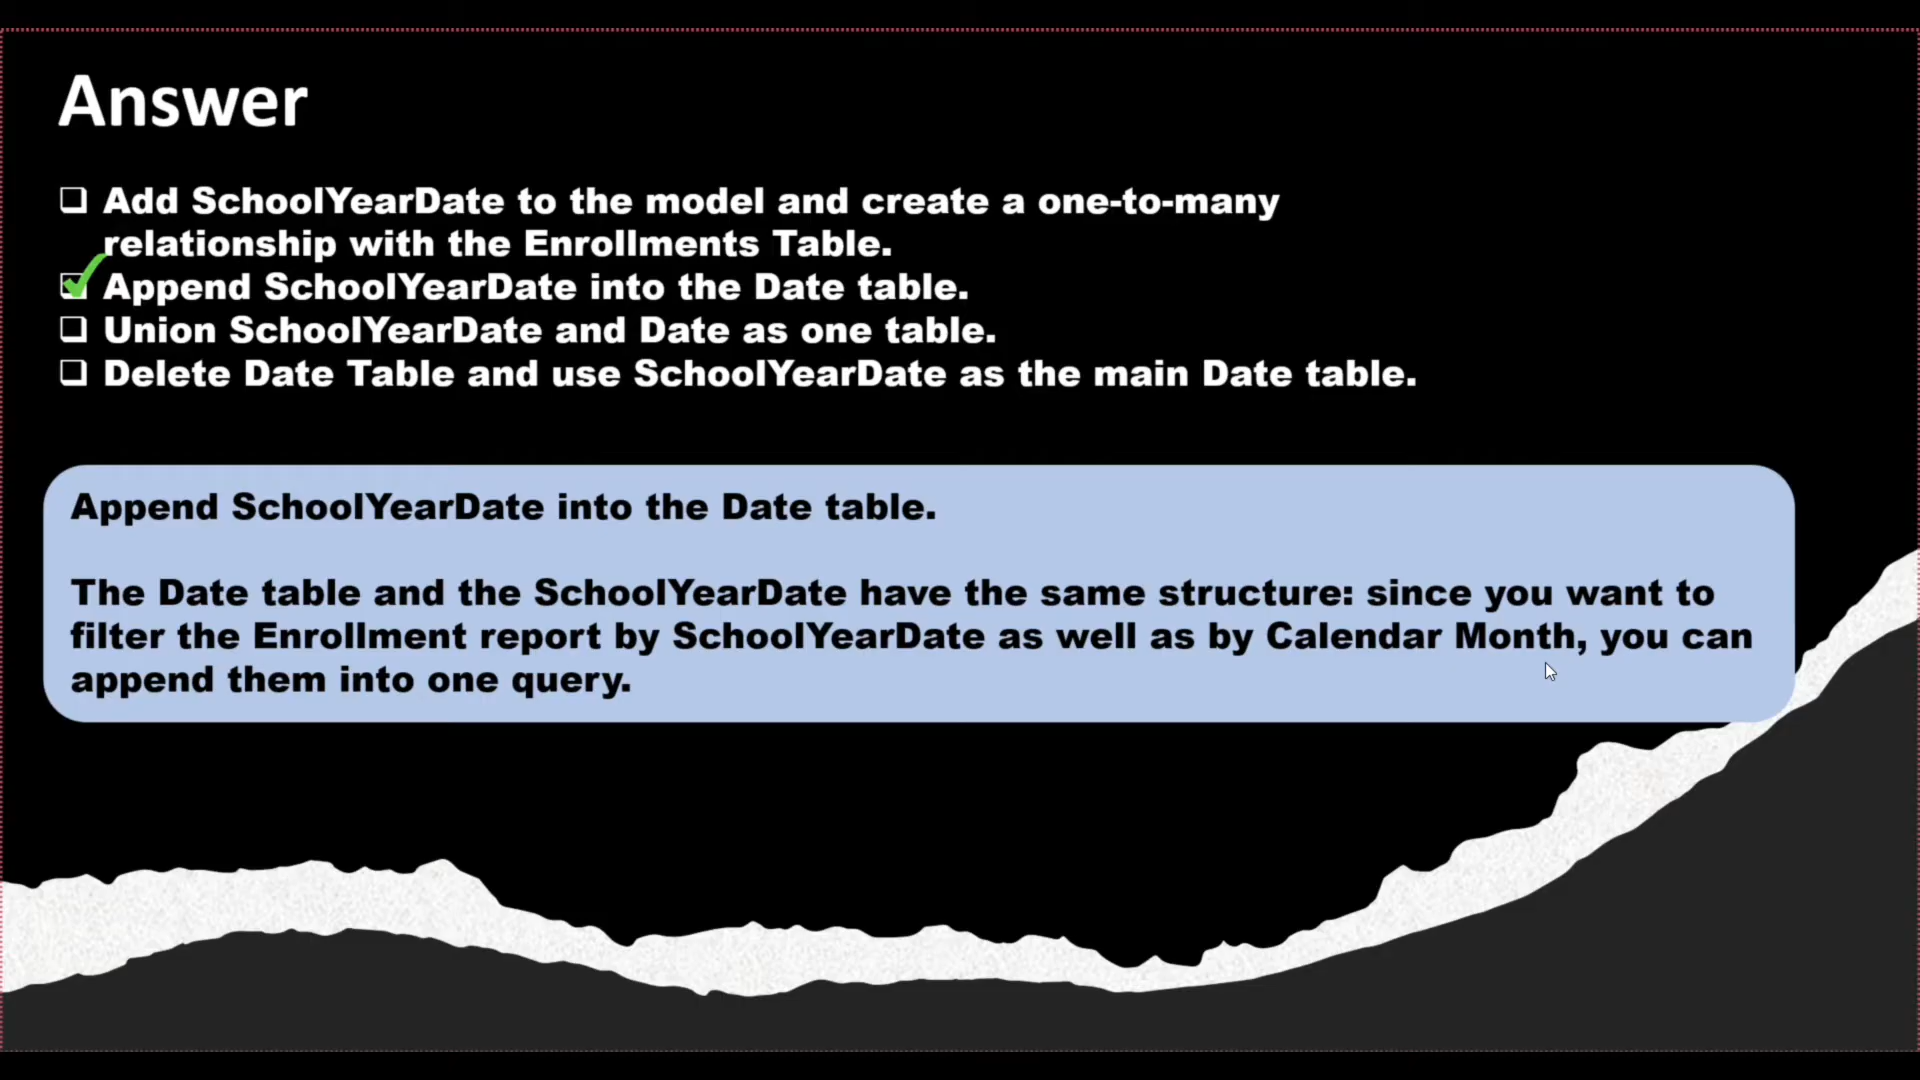 Answer
Add SchoolYearDate to the model and create a one-to-many
relationship with the Enrollments Table.
Append SchoolYearDate into the Date table.
Union SchoolYearDate and Date as one table.
Delete Date Table and use SchoolYearDate as the main Date table.
Append SchoolYearDate into the Date table.
The Date table and the SchoolYearDate have the same structure: since you want to
filter the Enrollment report by SchoolYearDate as well as by Calendar Month, you can
append them into one query.